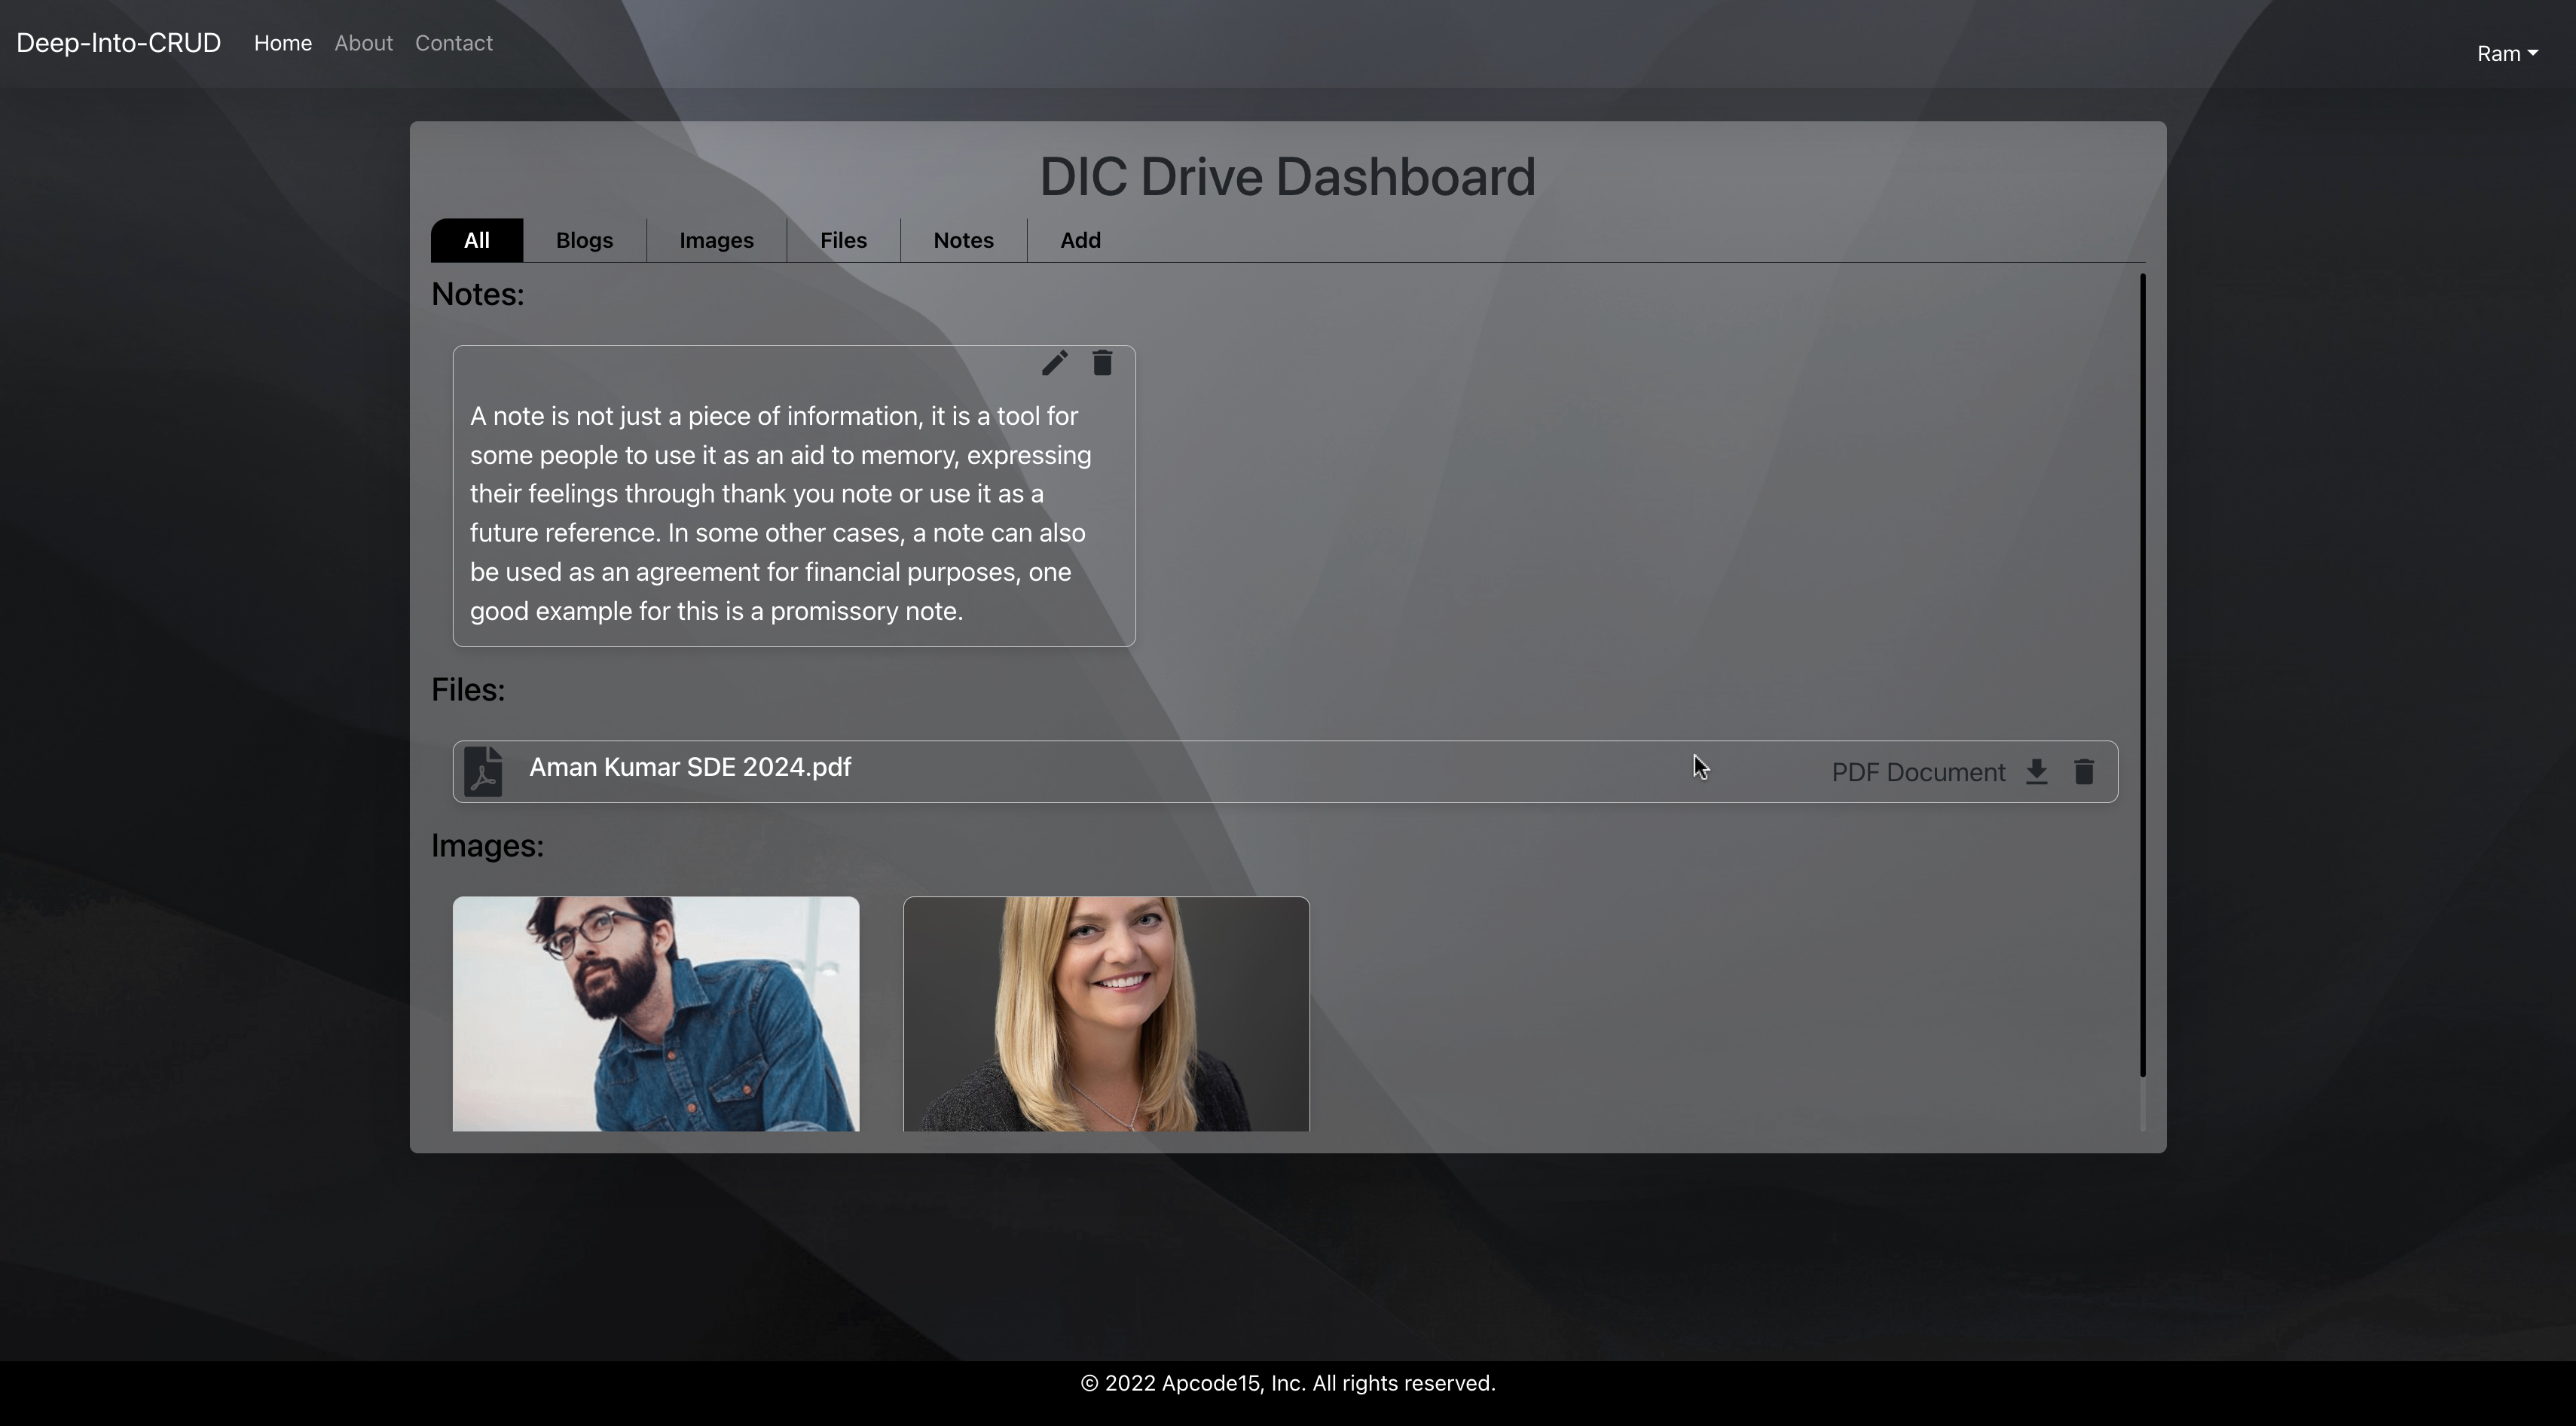 Deep-Into-CRUD Home About Contact
Ram
DIC Drive Dashboard
All Blogs Images Files Notes Add
Notes:
A note is not just a piece of information, it is a tool for
some people to use it as an aid to memory, expressing
their feelings through thank you note or use it as a
future reference. In some other cases, a note can also
be used as an agreement for financial purposes, one
good example for this is a promissory note.
Files:
Aman Kumar SDE 2024.pdf PDF Document
Images:
© 2022 Apcode15, Inc. All rights reserved.